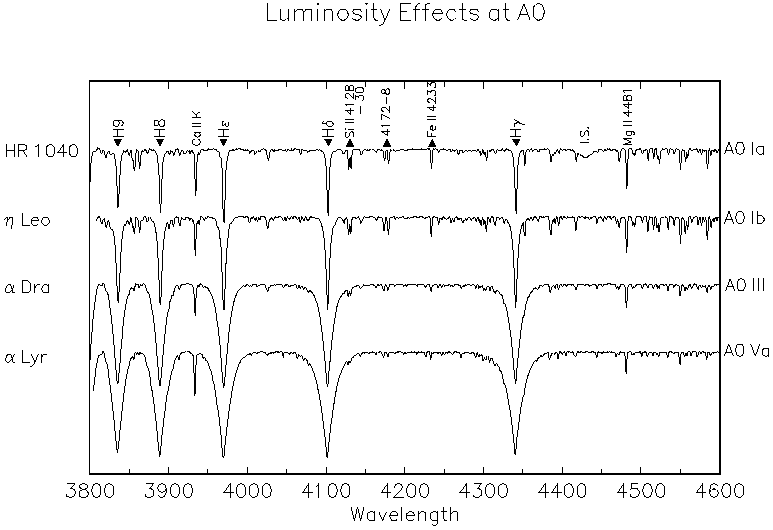 Luminosity Effects at A0
H9
H8
Ca II K
Hε
Hδ
Si II 4128
-30
4172-8
Fe II 4233
Hγ
I.S.
Mg II 4481
HR 1040
A0 Ia
η Leo
A0 Ib
α Dra
A0 III
α Lyr
A0 Va
3800 3900 4000 4100 4200 4300 4400 4500 4600
Wavelength